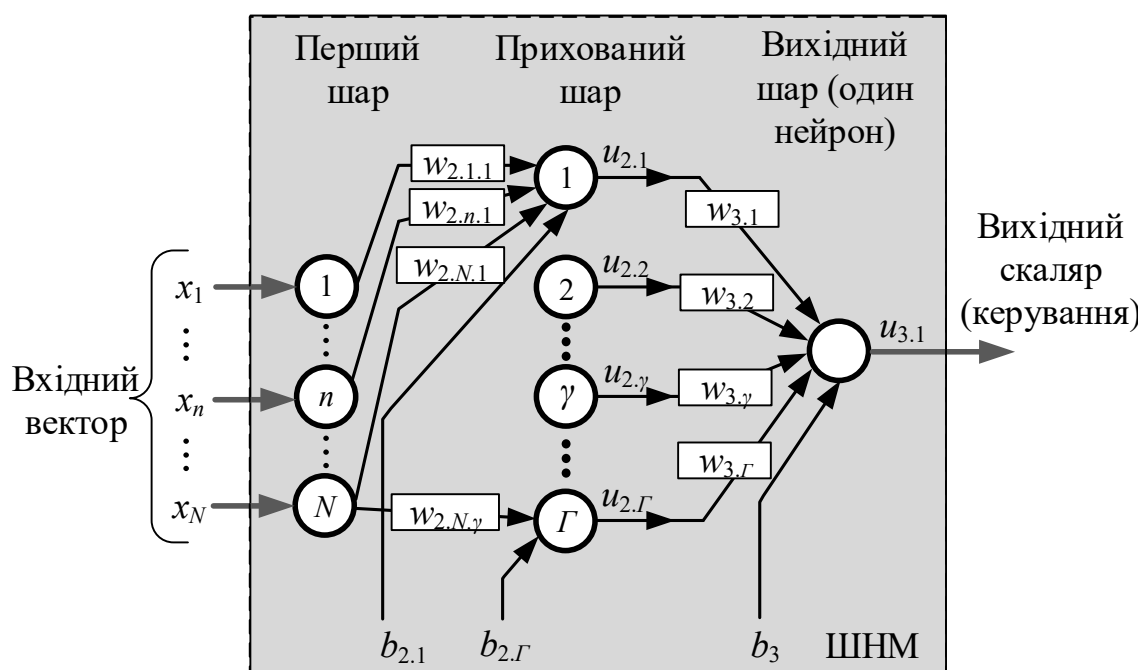 Перший
шар
Прихований
шар
Вихідний
шар (один
нейрон)
w2.1.1
w2.n.1
w2.N.1
w2.N.γ
1
n
N
1
2
γ
Γ
u2.1
u2.2
u2.γ
u2.Γ
w3.1
w3.2
w3.γ
w3.Γ
u3.1
Вхідний
вектор
x1
xn
xN
Вихідний
скаляр
(керування)
b2.1
b2.Γ
b3
ШНМ